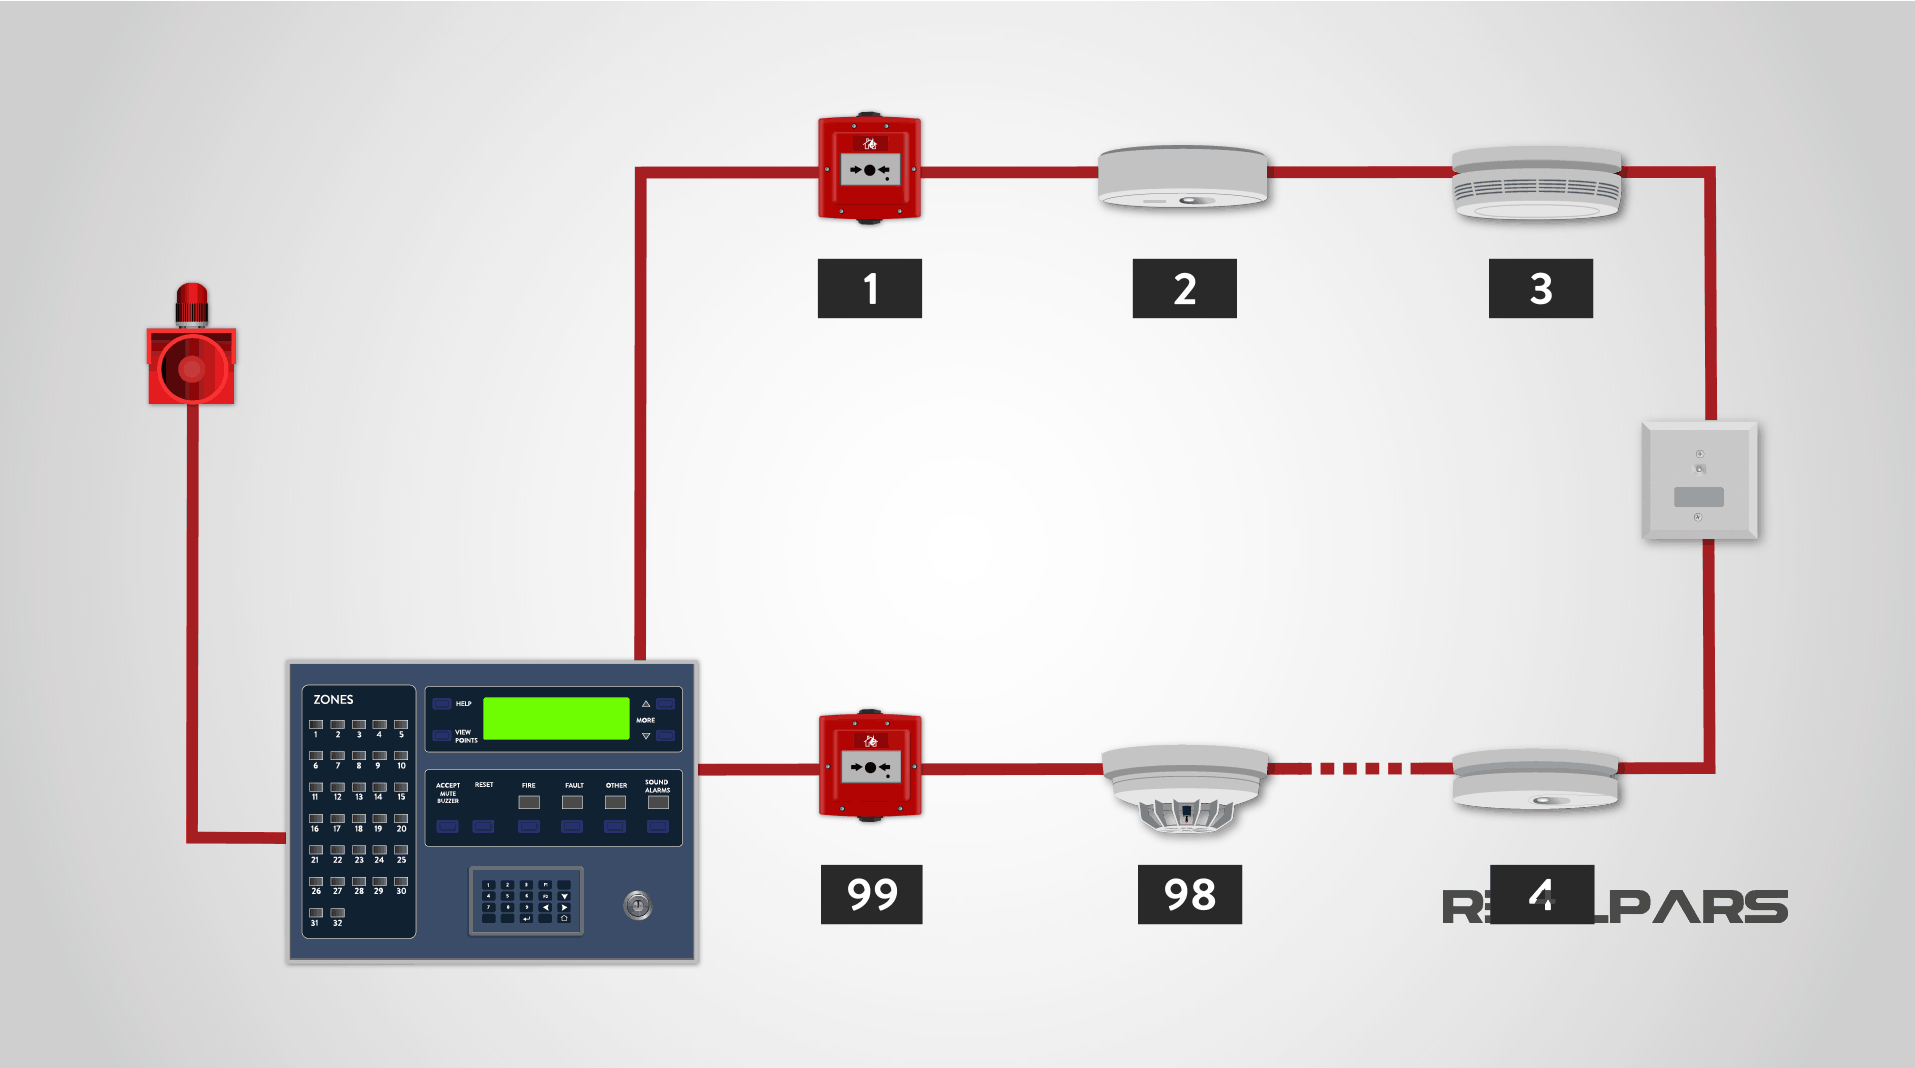 1
2
3
ZONES
1 2 3 4 5
6 7 8 9 10
11 12 13 14 15
16 17 18 19 20
21 22 23 24 25
26 27 28 29 30
31 32
HELP
VIEW
POINTS
MORE
ACCEPT
MUTE
BUZZER
RESET
FIRE
FAULT
OTHER
SOUND
ALARMS
99
98
4